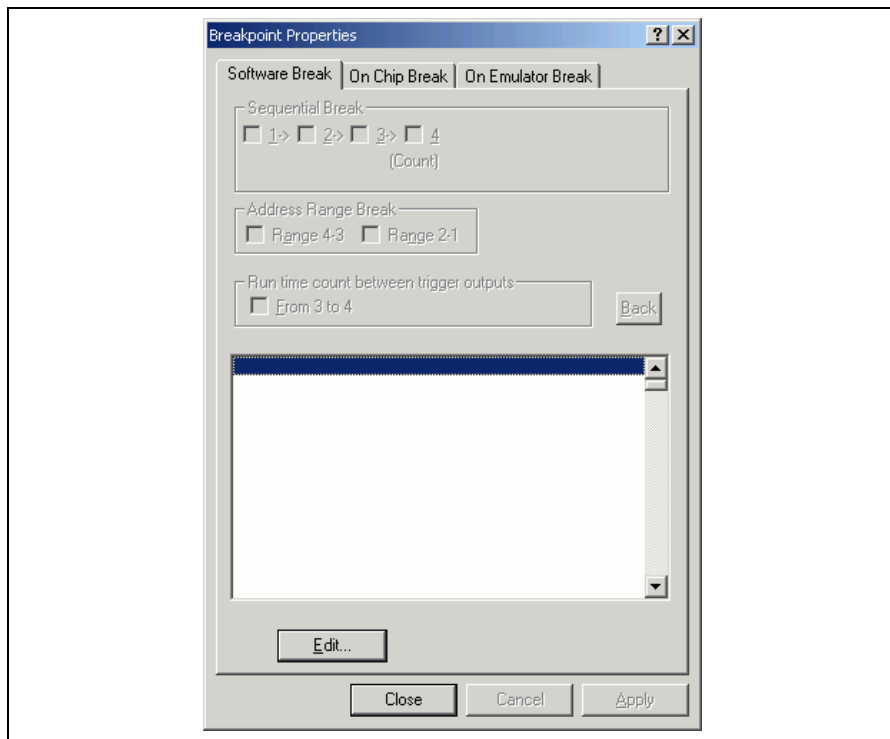 Breakpoint Properties
Software Break On Chip Break On Emulator Break
Sequential Break
1-> 2-> 3-> 4
(Count)
Address Range Break
Range 4-3 Range 2-1
Run time count between trigger outputs
From 3 to 4
Back
Edit...
Close Cancel Apply